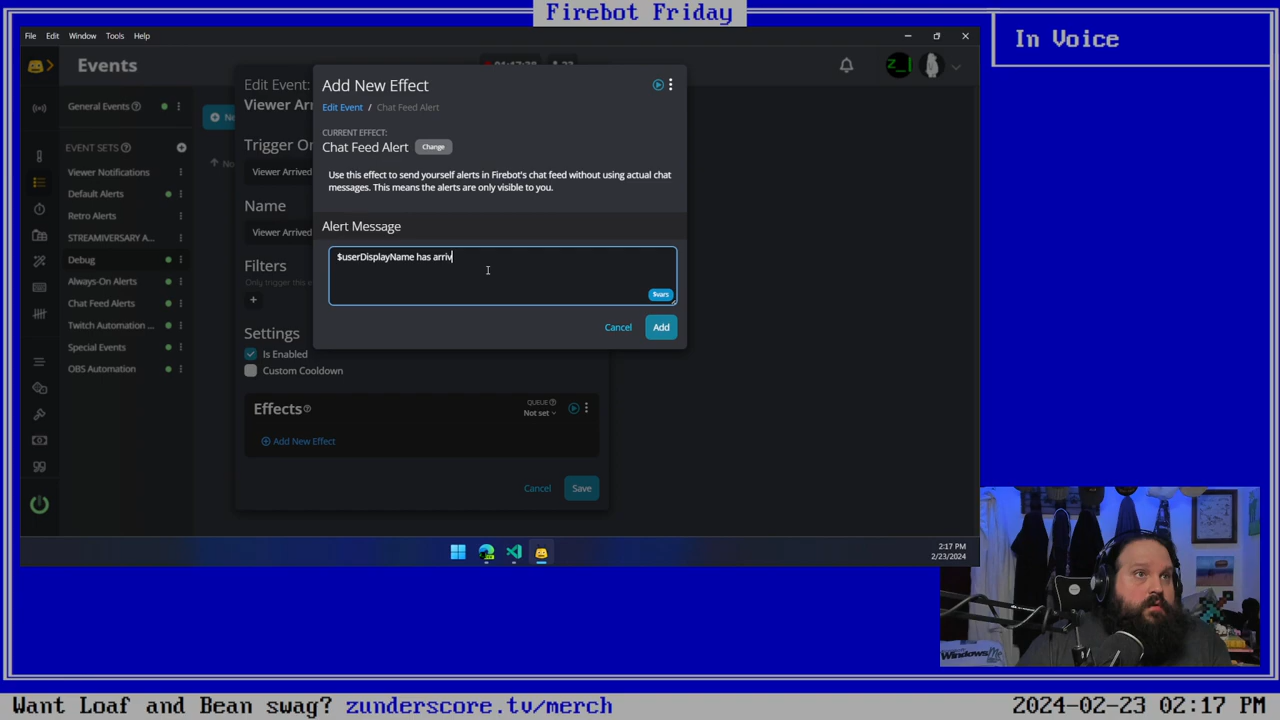 Firebot Friday
In Voice
File Edit Window Tools Help
Events
General Events
EVENT SETS
Viewer Notifications
Default Alerts
Retro Alerts
STREAMIVERSARY A...
Debug
Always-On Alerts
Chat Feed Alerts
Twitch Automation ...
Special Events
OBS Automation
Edit Event:
Viewer Arr
Trigger On
Viewer Arrived
Name
Viewer Arrived
Filters
Only trigger this e
Settings
Is Enabled
Custom Cooldown
Effects
QUEUE
Not set
Add New Effect
Cancel Save
Add New Effect
Edit Event / Chat Feed Alert
CURRENT EFFECT:
Chat Feed Alert Change
Use this effect to send yourself alerts in Firebot's chat feed without using actual chat
messages. This means the alerts are only visible to you.
Alert Message
$userDisplayName has arriv
$vars
Cancel Add
z_|
2:17 PM
2/23/2024
Want Loaf and Bean swag? zunderscore.tv/merch
2024-02-23 02:17 PM